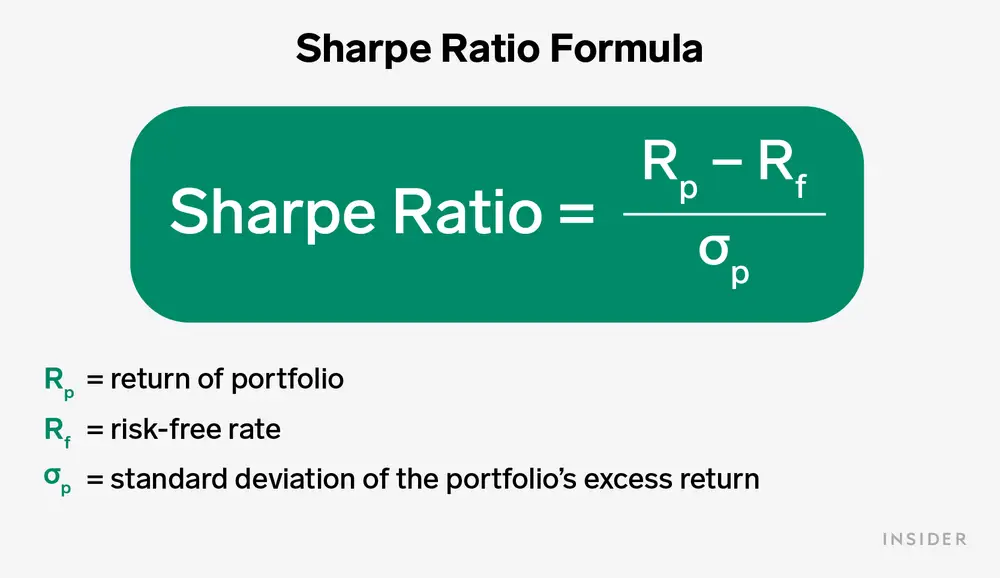 Sharpe Ratio Formula
Sharpe Ratio = Rp – Rf
σp
Rp = return of portfolio
Rf = risk-free rate
σp = standard deviation of the portfolio’s excess return
INSIDER